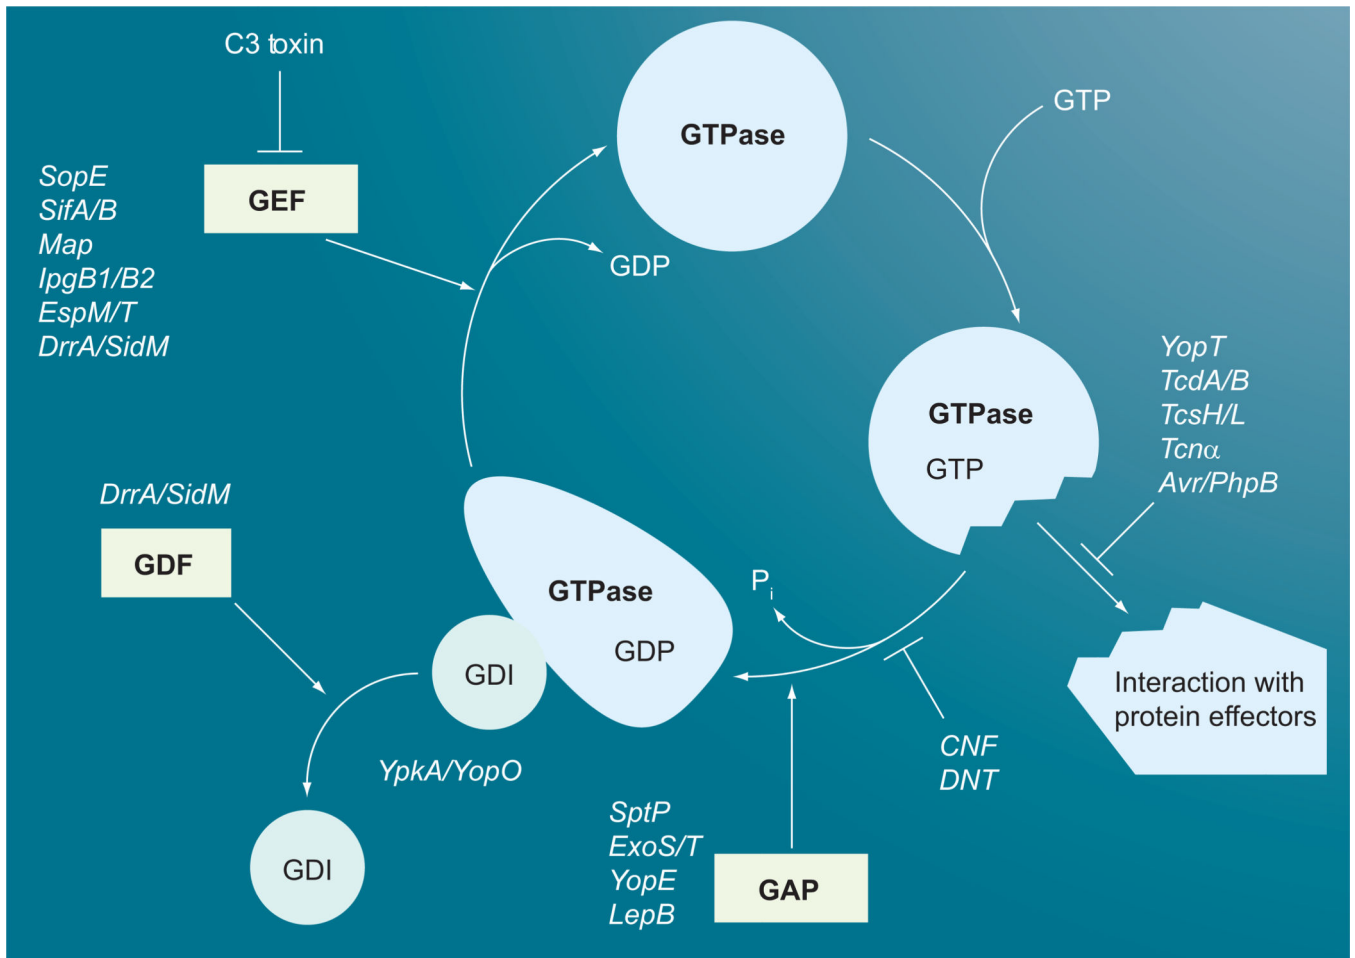 C3 toxin
GEF
SopE
SifA/B
Map
IpgB1/B2
EspM/T
DrrA/SidM
GTPase
GTP
GDP
GTPase
GTP
YopT
TcdA/B
TcsH/L
Tcnα
Avr/PhpB
DrrA/SidM
GDF
GTPase
GDP
GDI
Pi
Interaction with
protein effectors
CNF
DNT
YpkA/YopO
GDI
SptP
ExoS/T
YopE
LepB
GAP